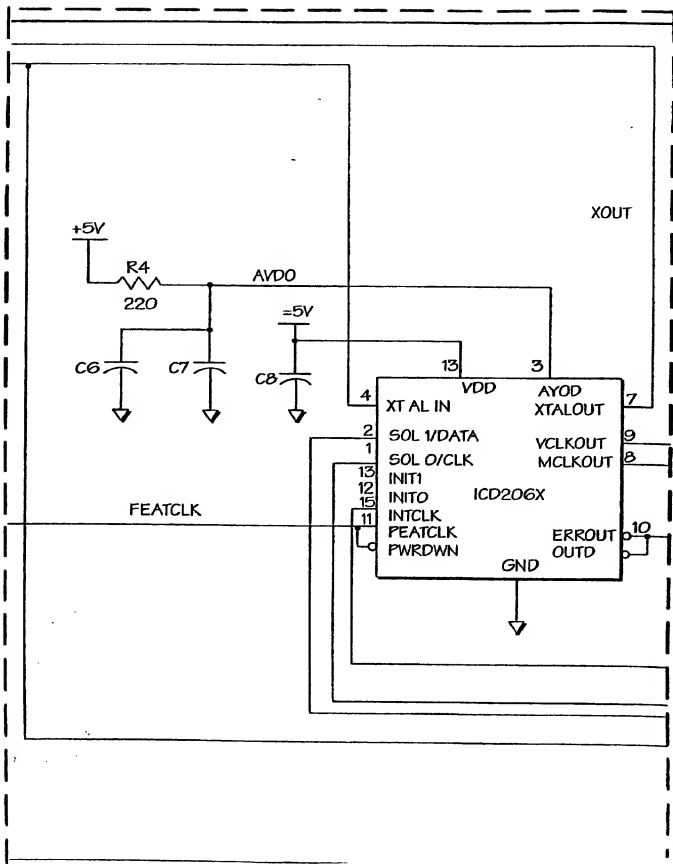 XOUT
+5V
R4
220
AVDO
=5V
C6
C7
C8
13
3
VDD
AYOD
4
XT AL IN
XTALOUT
7
2
SOL 1/DATA
VCLKOUT
9
1
SOL O/CLK
MCLKOUT
8
13
INIT1
12
INITO
ICD206X
15
INTCLK
FEATCLK
11
PEATCLK
ERROUT
10
PWRDWN
OUTD
GND